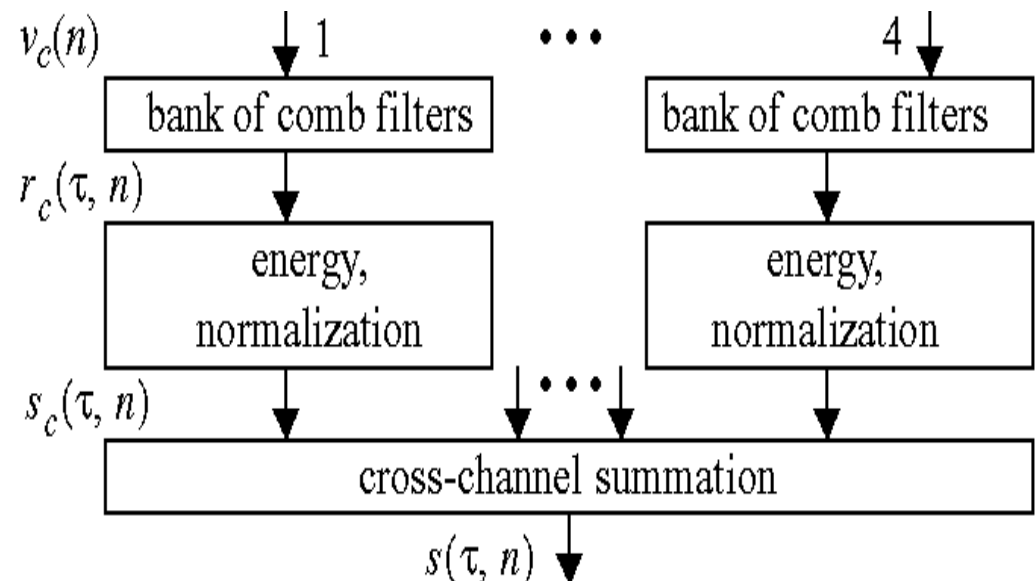 v_c(n) 1 ••• 4
bank of comb filters bank of comb filters
r_c(τ, n)
energy, energy,
normalization normalization
s_c(τ, n) •••
cross-channel summation
s(τ, n)